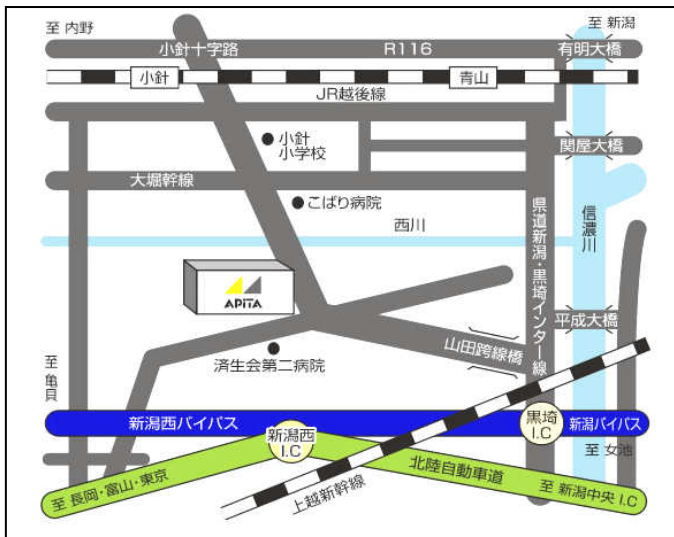 至 内野
至 新潟
小針十字路
R116
有明大橋
小針
青山
JR越後線
小針
小学校
関屋大橋
大堀幹線
こばり病院
県道新潟・黒埼インター線
信濃川
西川
APiTA
平成大橋
山田跨線橋
済生会第二病院
至 亀貝
新潟西バイパス
新潟西
I.C
黒埼
I.C
新潟バイパス
至 女池
北陸自動車道
至 長岡・富山・東京
上越新幹線
至 新潟中央 I.C